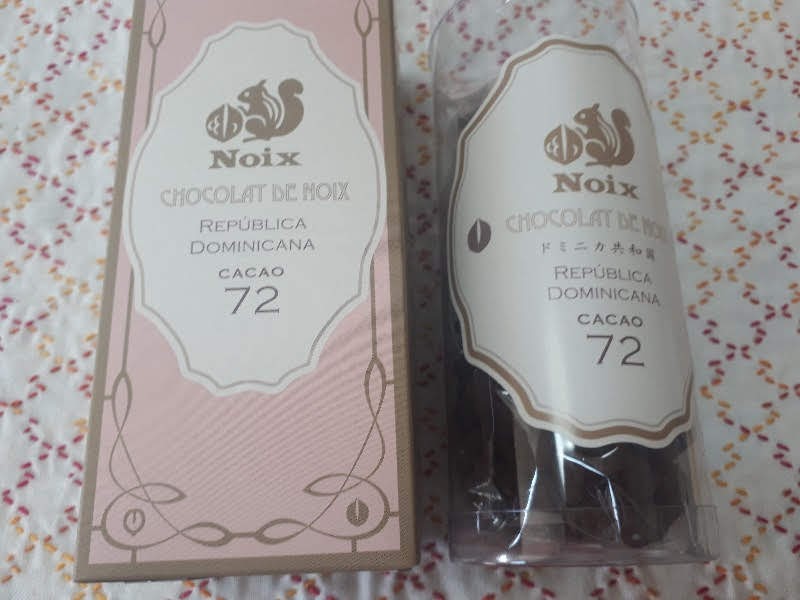 Noix
CHOCOLAT DE NOIX
REPÚBLICA
DOMINICANA
CACAO
72
Noix
CHOCOLAT DE NOIX
ドミニカ共和國
REPÚBLICA
DOMINICANA
CACAO
72